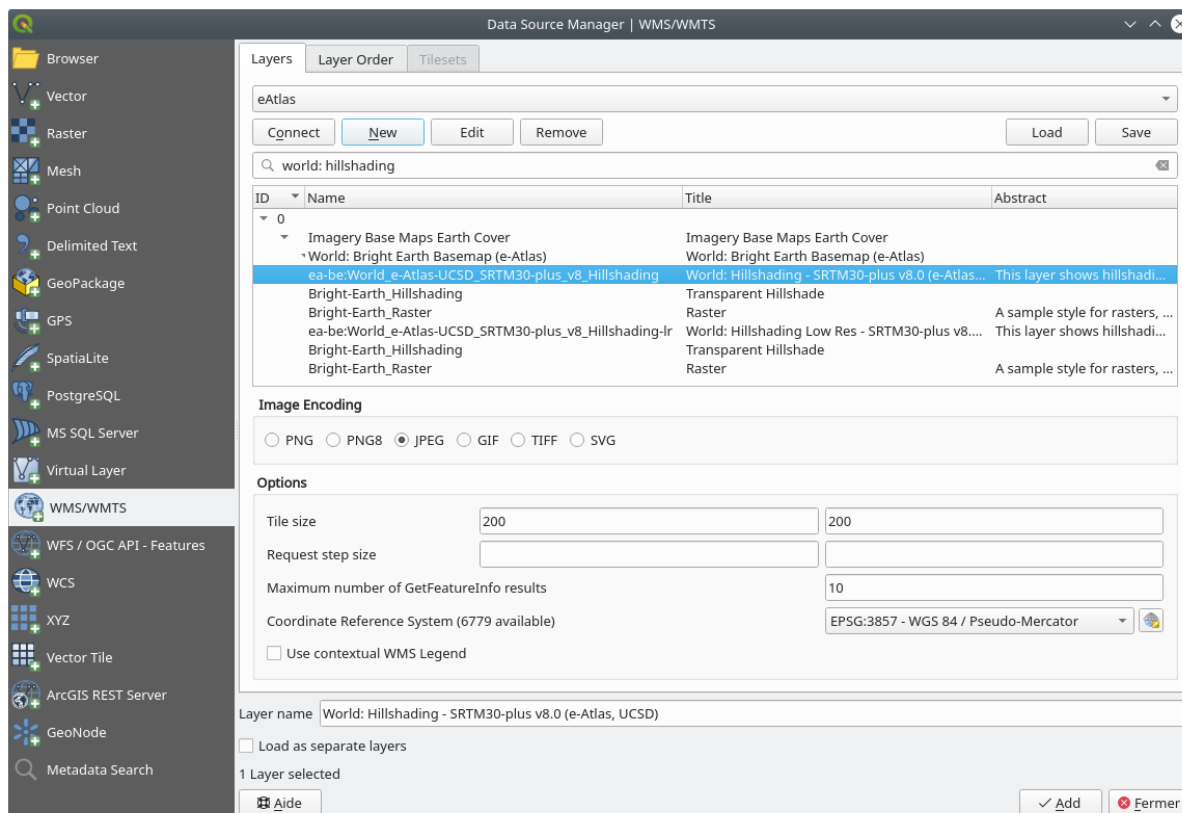 Data Source Manager | WMS/WMTS
Browser
Vector
Raster
Mesh
Point Cloud
Delimited Text
GeoPackage
GPS
SpatiaLite
PostgreSQL
MS SQL Server
Virtual Layer
WMS/WMTS
WFS / OGC API - Features
WCS
XYZ
Vector Tile
ArcGIS REST Server
GeoNode
Metadata Search
Layers Layer Order Tilesets
eAtlas
Connect New Edit Remove Load Save
world: hillshading
ID Name Title Abstract
0
Imagery Base Maps Earth Cover Imagery Base Maps Earth Cover
World: Bright Earth Basemap (e-Atlas) World: Bright Earth Basemap (e-Atlas)
ea-be:World_e-Atlas-UCSD_SRTM30-plus_v8_Hillshading World: Hillshading - SRTM30-plus v8.0 (e-Atlas... This layer shows hillshadi...
Bright-Earth_Hillshading Transparent Hillshade
Bright-Earth_Raster Raster A sample style for rasters, ...
ea-be:World_e-Atlas-UCSD_SRTM30-plus_v8_Hillshading-lr World: Hillshading Low Res - SRTM30-plus v8.... This layer shows hillshadi...
Bright-Earth_Hillshading Transparent Hillshade
Bright-Earth_Raster Raster A sample style for rasters, ...
Image Encoding
PNG PNG8 JPEG GIF TIFF SVG
Options
Tile size 200 200
Request step size
Maximum number of GetFeatureInfo results 10
Coordinate Reference System (6779 available) EPSG:3857 - WGS 84 / Pseudo-Mercator
Use contextual WMS Legend
Layer name World: Hillshading - SRTM30-plus v8.0 (e-Atlas, UCSD)
Load as separate layers
1 Layer selected
Aide Add Fermer